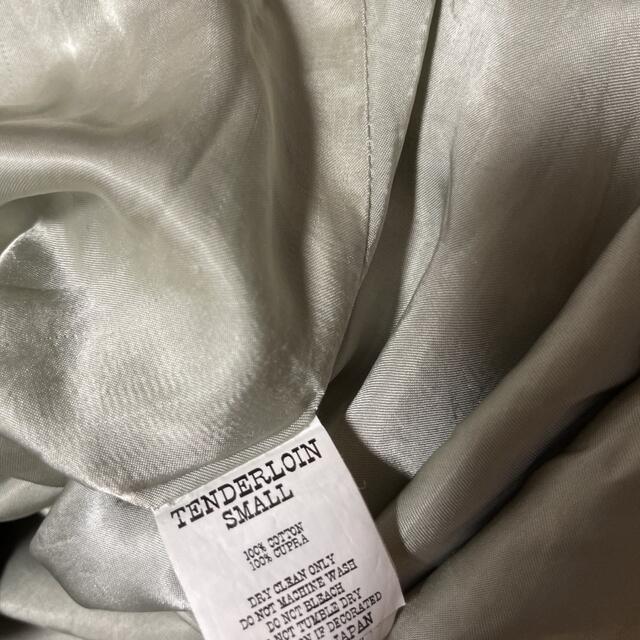 TENDERLOIN
SMALL
100% COTTON
100% CUPRA
DRY CLEAN ONLY
DO NOT MACHINE WASH
DO NOT BLEACH
NOT TUMBLE DRY
IF DECORATED